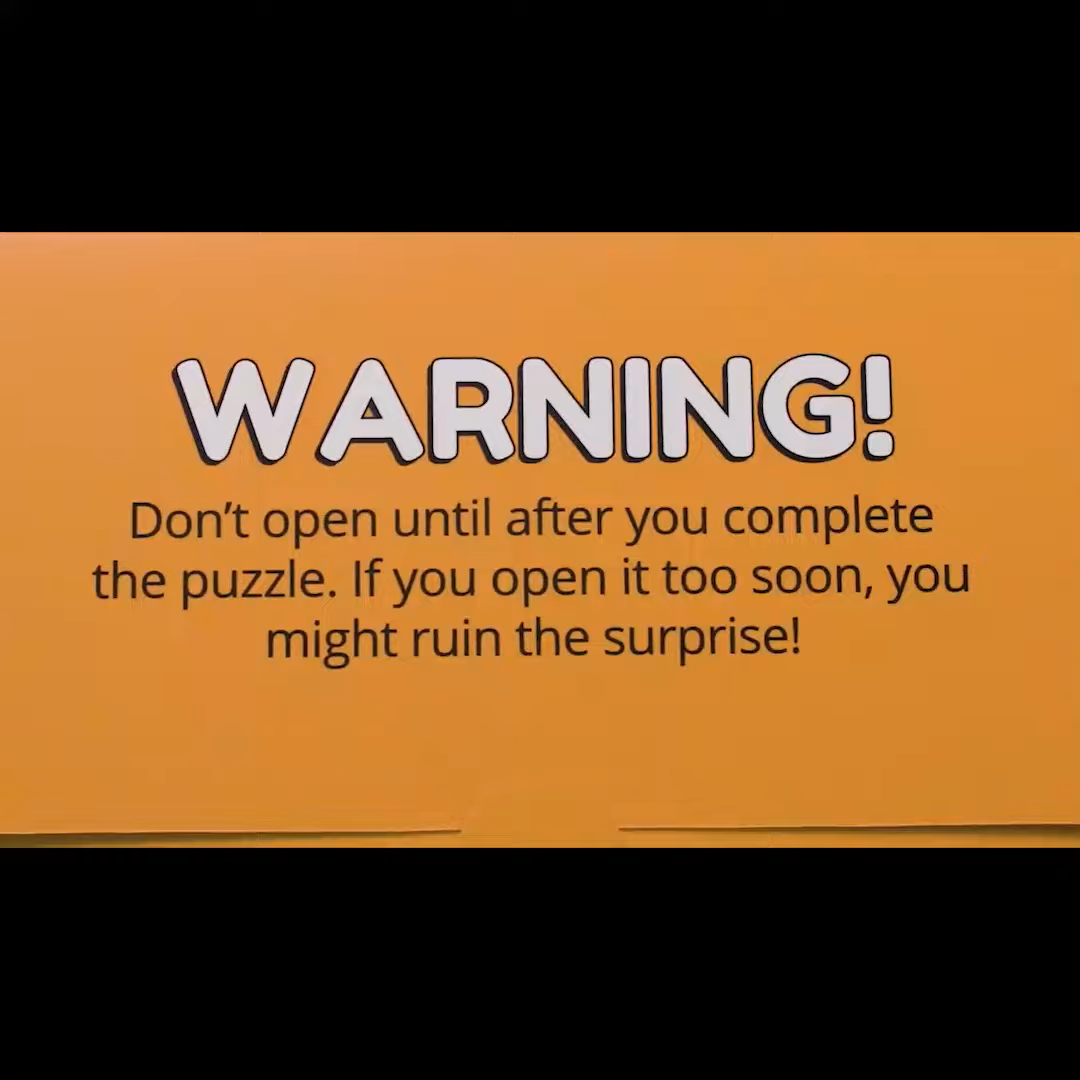 WARNING!
Don’t open until after you complete
the puzzle. If you open it too soon, you
might ruin the surprise!